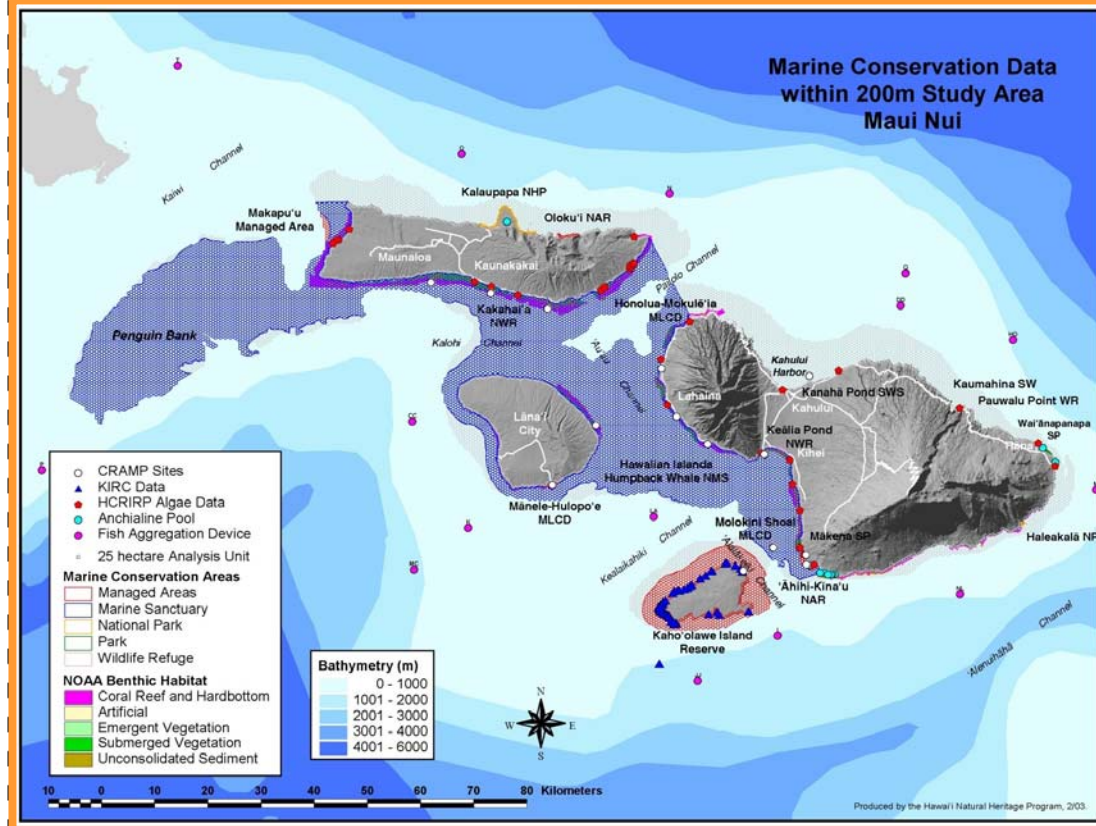 Marine Conservation Data
within 200m Study Area
Maui Nui
Kaiwi Channel
Kalaupapa NHP
Makapu'u
Managed Area
Oloku'i NAR
Maunaloa
Kaunakakai
Pailolo Channel
Honolua-Mokulē'ia
MLCD
Kakahai'a
NWR
Penguin Bank
Kalohi Channel
'Au'au Channel
Kahului
Harbor
Kanahā Pond SWS
Kahului
Kaumahina SW
Pauwalu Point WR
Wai'ānapanapa
SP
Hana
Lahaina
Lāna'i
City
Keālia Pond
NWR
Kihei
CC
Hawaiian Islands
Humpback Whale NMS
Mānele-Hulopo'e
MLCD
Molokini Shoal
MLCD
Mākena SP
Haleakalā NP
Kealaikahiki Channel
Channel
'Āhihi-Kīna'u
NAR
Kaho'olawe Island
Reserve
'Alenuihāhā Channel
CRAMP Sites
KIRC Data
HCRIRP Algae Data
Anchialine Pool
Fish Aggregation Device
25 hectare Analysis Unit
Marine Conservation Areas
Managed Areas
Marine Sanctuary
National Park
Park
Wildlife Refuge
NOAA Benthic Habitat
Coral Reef and Hardbottom
Artificial
Emergent Vegetation
Submerged Vegetation
Unconsolidated Sediment
Bathymetry (m)
0 - 1000
1001 - 2000
2001 - 3000
3001 - 4000
4001 - 6000
N
W E
S
10 0 10 20 30 40 50 60 70 80 Kilometers
Produced by the Hawai'i Natural Heritage Program, 2/03.